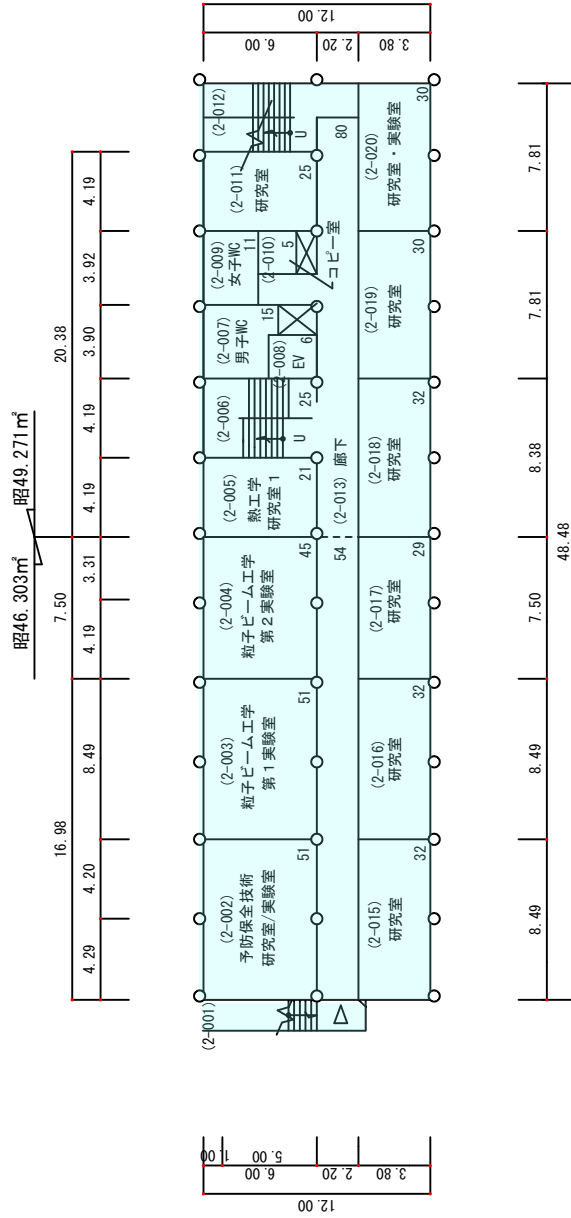 12.00
6.00
2.20
3.80
昭46.303㎡
昭49.271㎡
20.38
7.50
16.98
4.19
3.92
3.90
4.19
4.19
3.31
4.19
8.49
4.20
4.29
(2-012)
U
(2-011)
研究室
25
(2-009)
女子WC
11
(2-010)
5
コピー室
(2-007)
男子WC
15
(2-008)
EV
6
(2-006)
25
U
(2-005)
熱工学
研究室1
21
(2-004)
粒子ビーム工学
第2実験室
45
(2-003)
粒子ビーム工学
第1実験室
51
(2-002)
予防保全技術
研究室/実験室
51
(2-001)
80
(2-013) 廊下
54
(2-020)
研究室・実験室
30
(2-019)
研究室
30
(2-018)
研究室
32
(2-017)
研究室
29
(2-016)
研究室
32
(2-015)
研究室
32
7.81
7.81
8.38
7.50
8.49
8.49
48.48
1.00
5.00
6.00
2.20
3.80
12.00